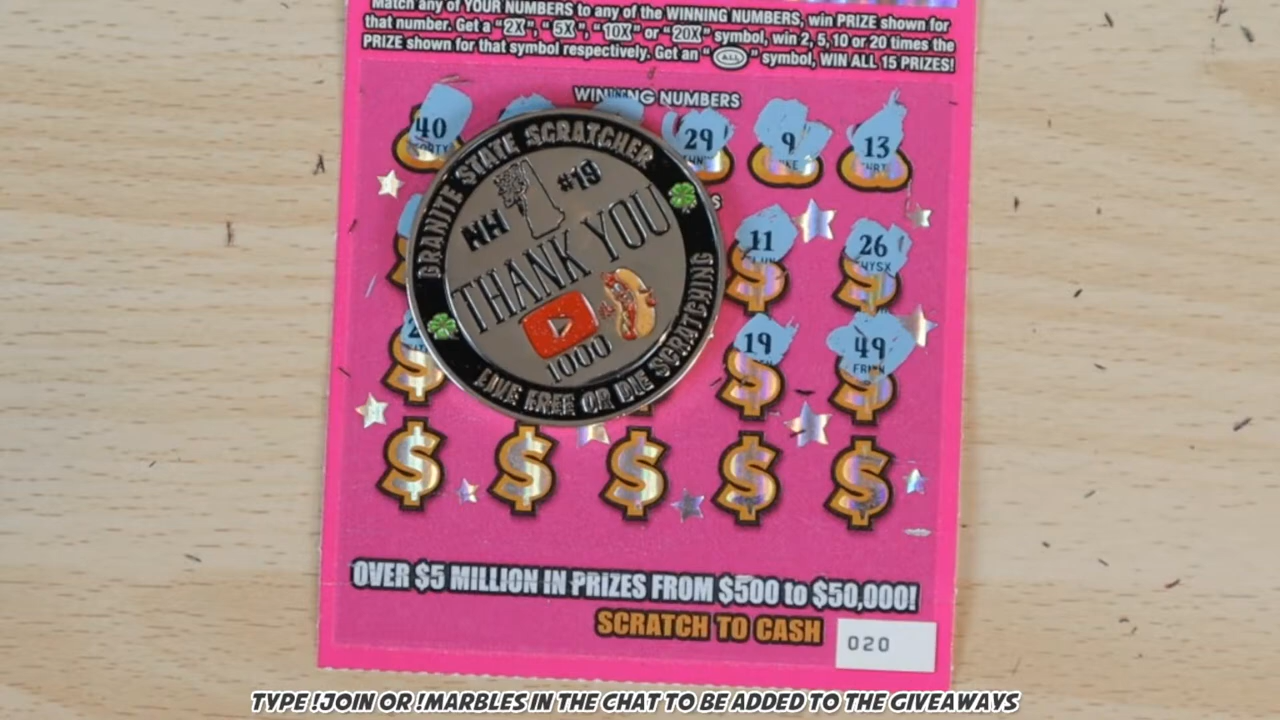 Match any of YOUR NUMBERS to any of the WINNING NUMBERS, win PRIZE shown for
that number. Get a "2X", "5X", "10X" or "20X" symbol, win 2, 5, 10 or 20 times the
PRIZE shown for that symbol respectively. Get an "ALL" symbol, WIN ALL 15 PRIZES!
WINNING NUMBERS
40 29 9 13
FORTY
GRANITE STATE SCRATCHER
NH #19
THANK YOU
1000
LIVE FREE OR DIE SCRATCHING
11 26
19 49
OVER $5 MILLION IN PRIZES FROM $500 to $50,000!
SCRATCH TO CASH
020
TYPE !JOIN OR !MARBLES IN THE CHAT TO BE ADDED TO THE GIVEAWAYS